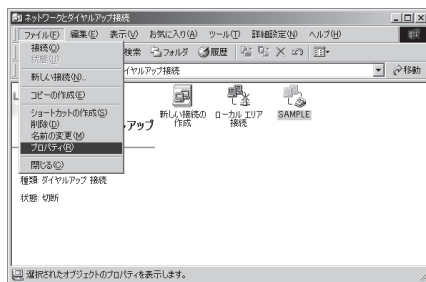 ネットワークとダイヤルアップ接続
ファイル(F) 編集(E) 表示(V) お気に入り(A) ツール(T) 詳細設定(N) ヘルプ(H)
接続(O)
状態(U)
新しい接続(N)...
コピーの作成(E)
ショートカットの作成(S)
削除(D)
名前の変更(M)
プロパティ(R)
閉じる(C)
検索 フォルダ 履歴
イヤルアップ接続
移動
アップ
新しい接続の
作成
ローカル エリア
接続
SAMPLE
種類: ダイヤルアップ 接続
状態: 切断
選択されたオブジェクトのプロパティを表示します。